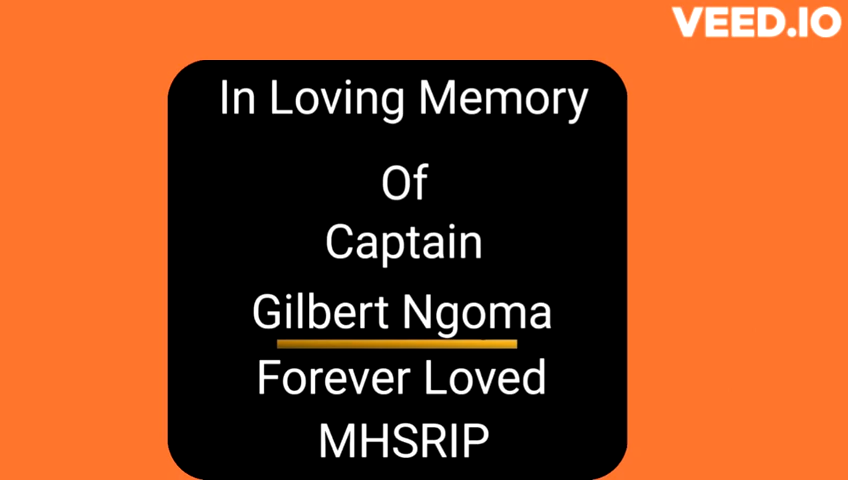 VEED.IO
In Loving Memory
Of
Captain
Gilbert Ngoma
Forever Loved
MHSRIP